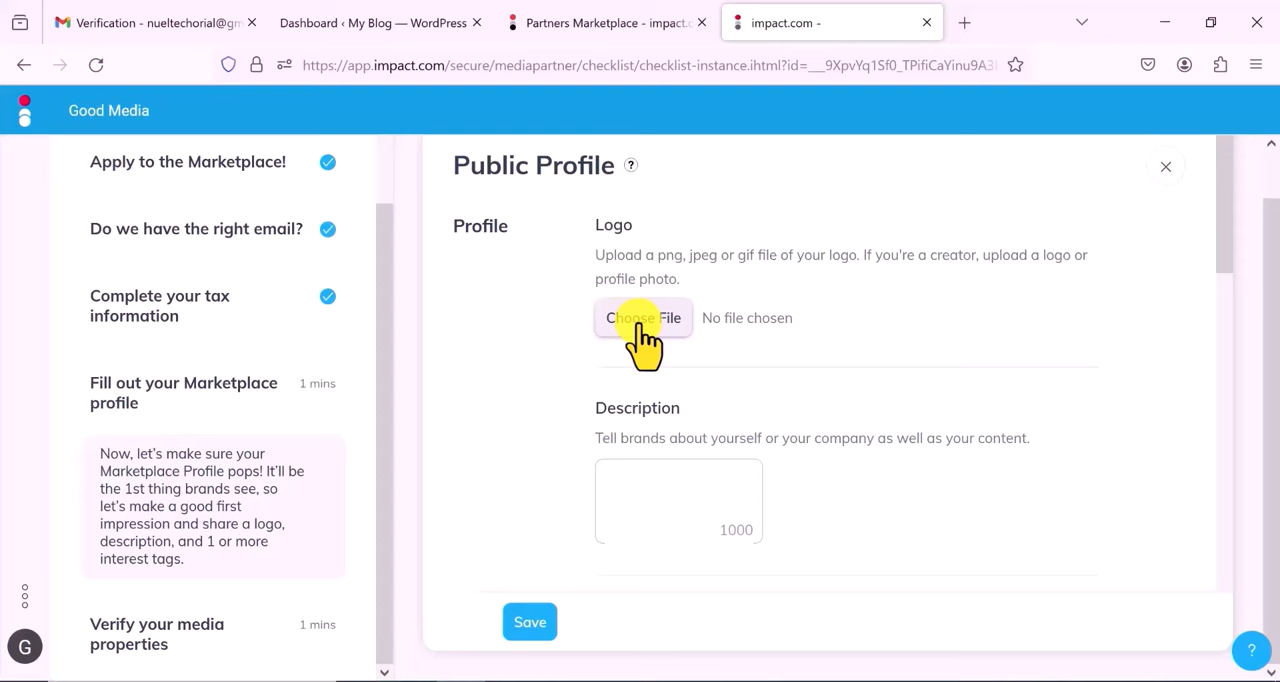 Verification - nueltechorial@gm
Dashboard ‹ My Blog — WordPress
Partners Marketplace - impact.c
impact.com -
https://app.impact.com/secure/mediapartner/checklist/checklist-instance.ihtml?id=___9XpvYq1Sf0_TPifiCaYinu9A3I
Good Media
Apply to the Marketplace!
Do we have the right email?
Complete your tax
information
Fill out your Marketplace
profile
1 mins
Now, let's make sure your
Marketplace Profile pops! It'll be
the 1st thing brands see, so
let's make a good first
impression and share a logo,
description, and 1 or more
interest tags.
Verify your media
properties
1 mins
G
Public Profile ?
Profile
Logo
Upload a png, jpeg or gif file of your logo. If you're a creator, upload a logo or
profile photo.
Choose File No file chosen
Description
Tell brands about yourself or your company as well as your content.
1000
Save
?